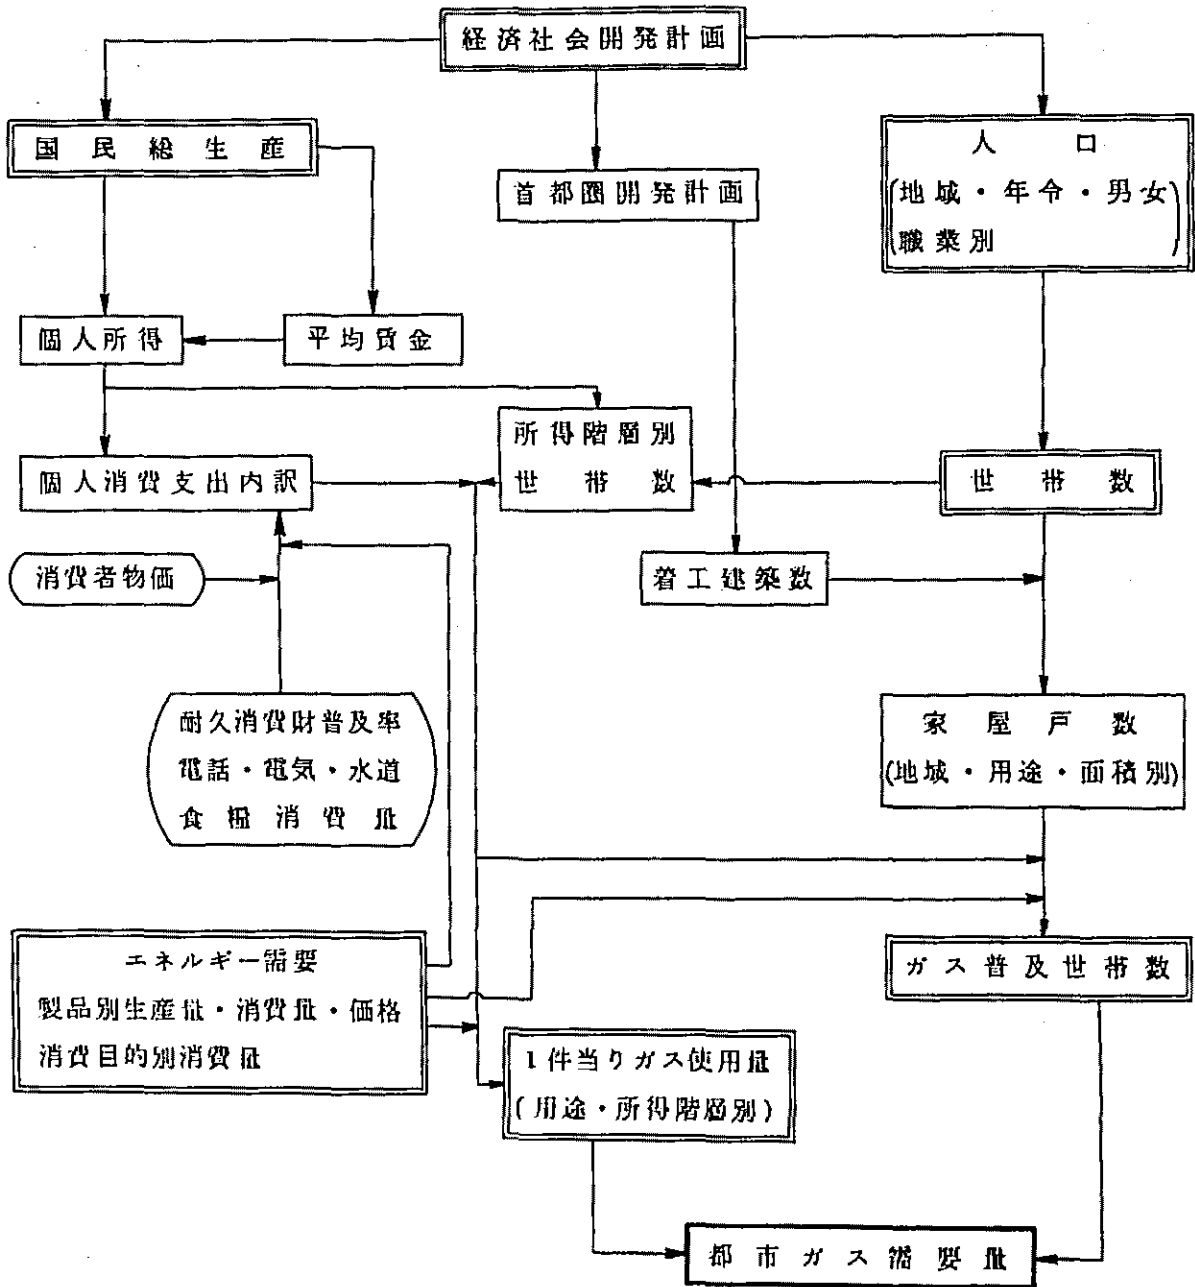 経済社会開発計画
国民総生産
人口
(地域・年令・男女
職業別)
首都圏開発計画
個人所得
平均賃金
所得階層別
世帯数
個人消費支出内訳
世帯数
消費者物価
着工建築数
耐久消費財普及率
電話・電気・水道
食糧消費量
家屋戸数
(地域・用途・面積別)
エネルギー需要
製品別生産量・消費量・価格
消費目的別消費量
ガス普及世帯数
1件当りガス使用量
(用途・所得階層別)
都市ガス需要量